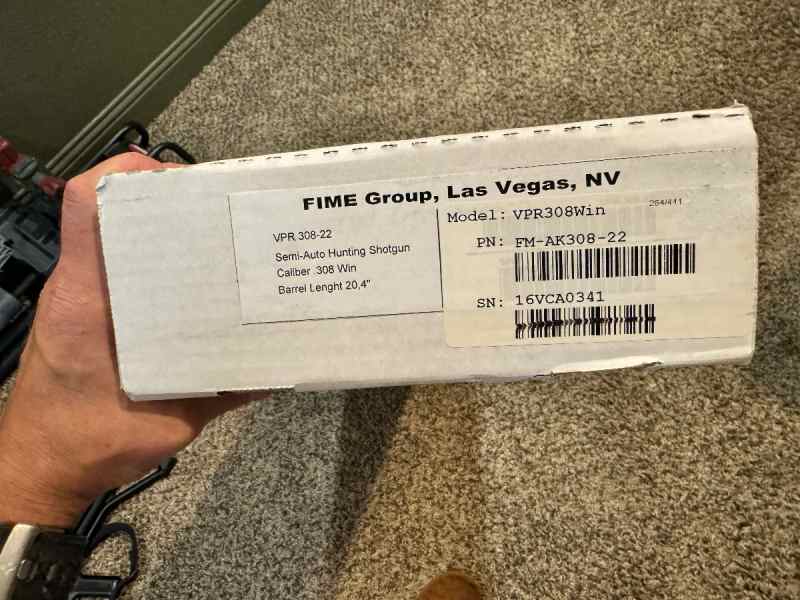 FIME Group, Las Vegas, NV
VPR 308-22
Semi-Auto Hunting Shotgun
Caliber .308 Win
Barrel Lenght 20,4"
264/411
Model: VPR308Win
PN: FM-AK308-22
SN: 16VCA0341